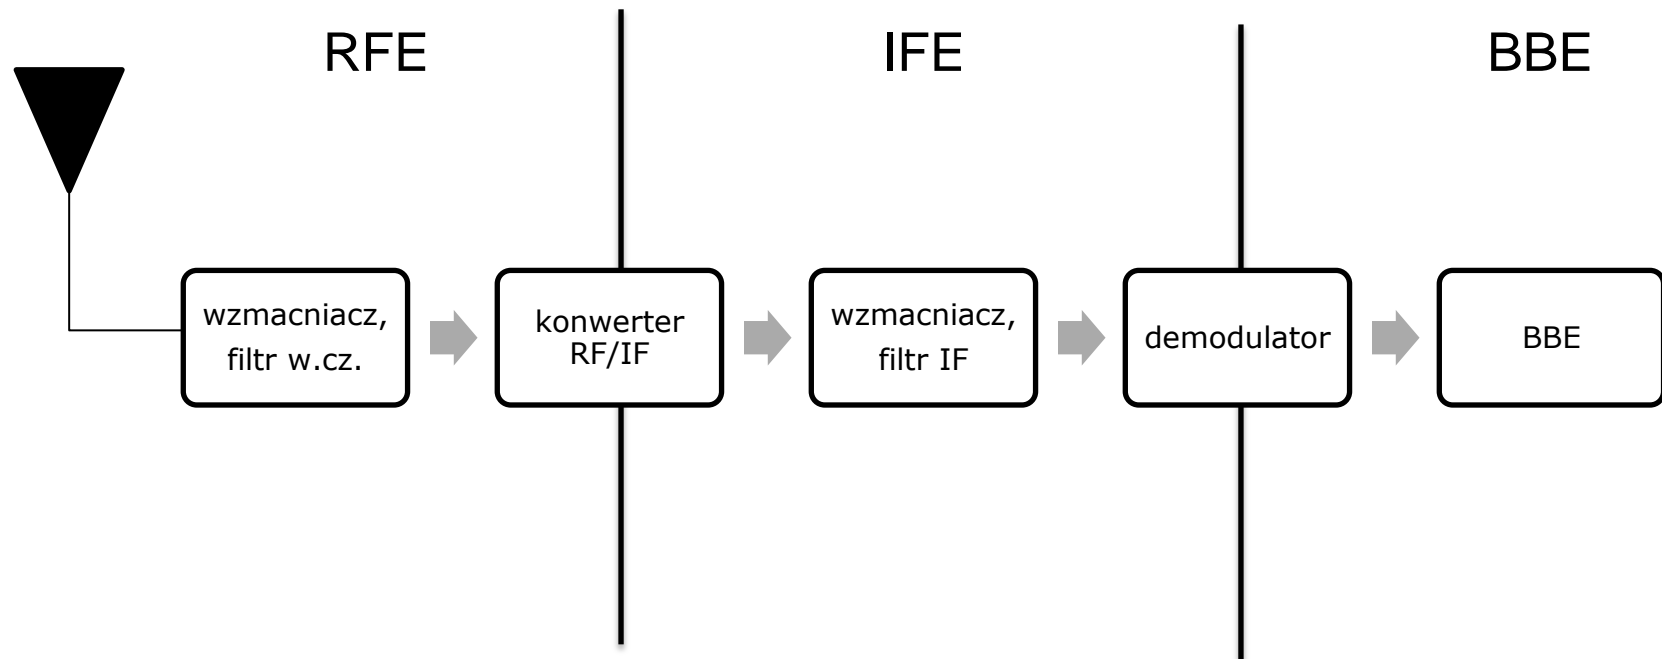 RFE
IFE
BBE
wzmacniacz,
filtr w.cz.
konwerter
RF/IF
wzmacniacz,
filtr IF
demodulator
BBE